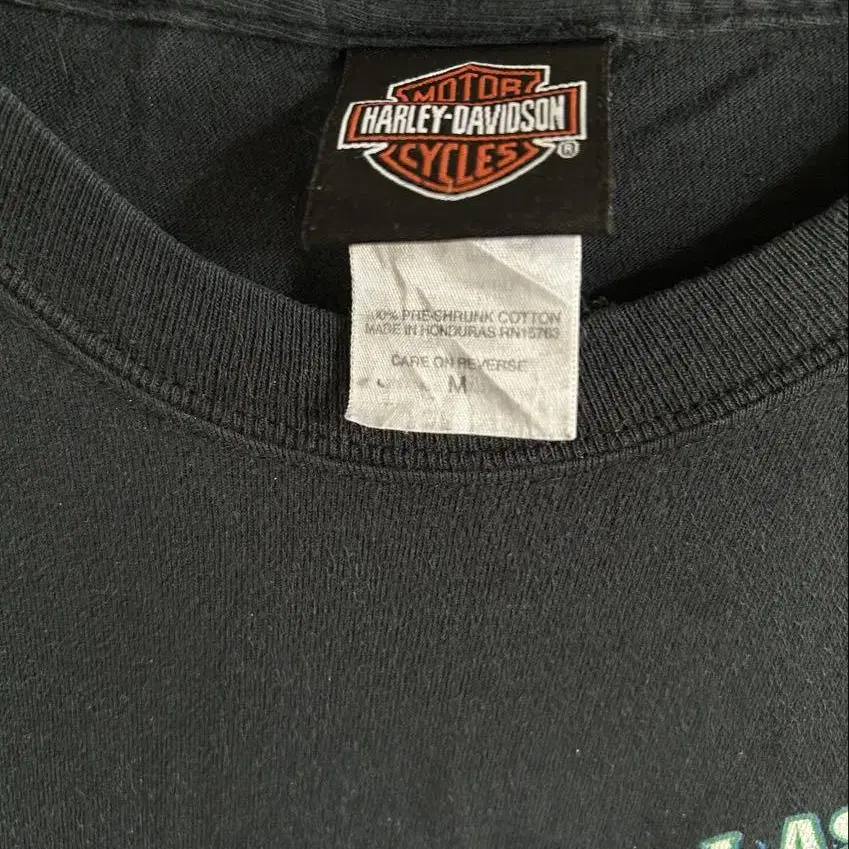 MOTOR
HARLEY-DAVIDSON
CYCLES
®
100% PRE-SHRUNK COTTON
MADE IN HONDURAS RN15763
CARE ON REVERSE
M